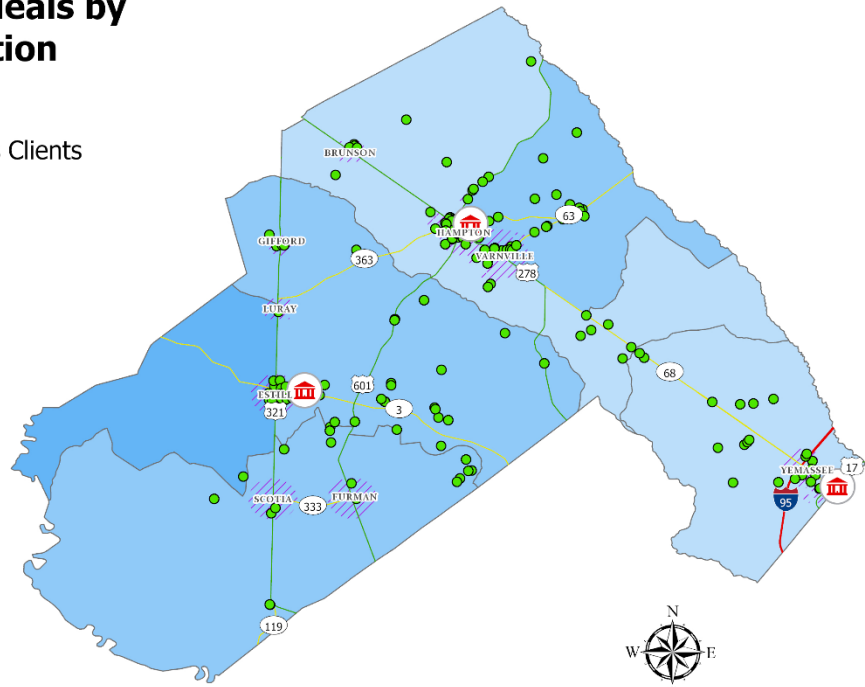 leals by
tion
s Clients
BRUNSON
HAMPTON
63
GIFFORD
363
VARNVILLE
278
LURAY
601
68
ESTILL
3
321
YEMASSEE
17
SCOTIA
333
FURMAN
95
119
N
W
E
S